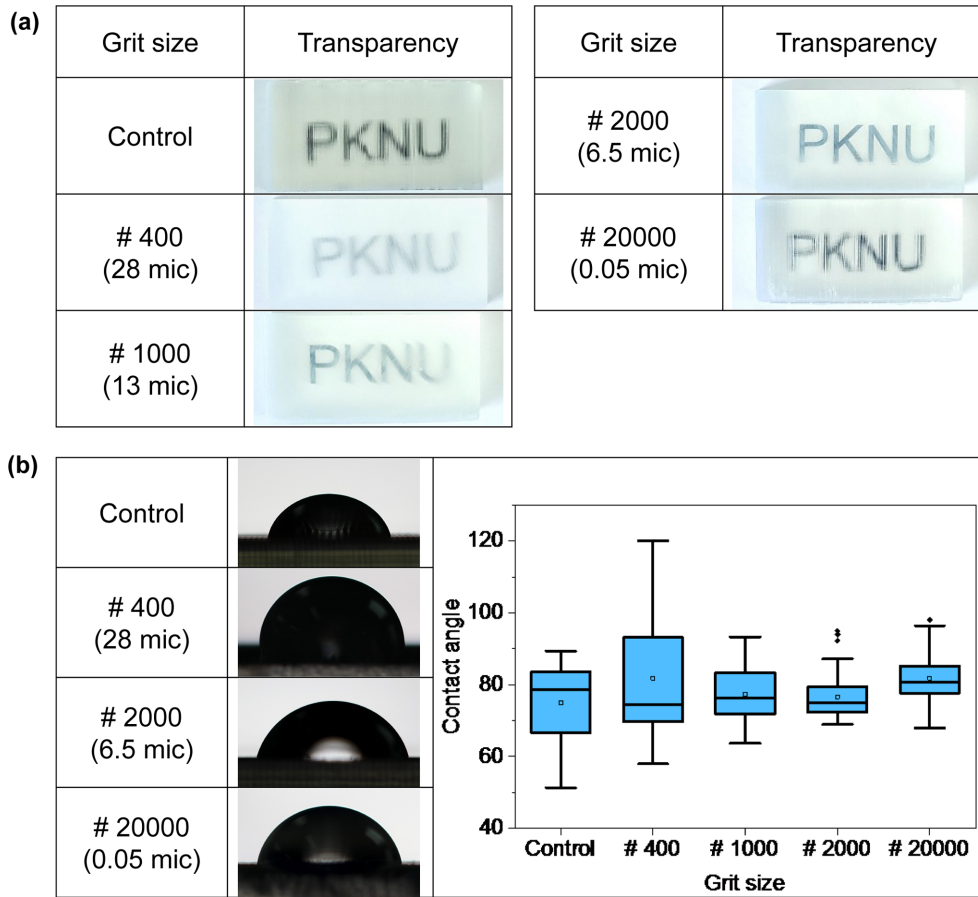 (a)
Grit size Transparency
Control PKNU
# 400
(28 mic) PKNU
# 1000
(13 mic) PKNU
Grit size Transparency
# 2000
(6.5 mic) PKNU
# 20000
(0.05 mic) PKNU
(b)
Control
# 400
(28 mic)
# 2000
(6.5 mic)
# 20000
(0.05 mic)
Contact angle
120
100
80
60
40
Control # 400 # 1000 # 2000 # 20000
Grit size